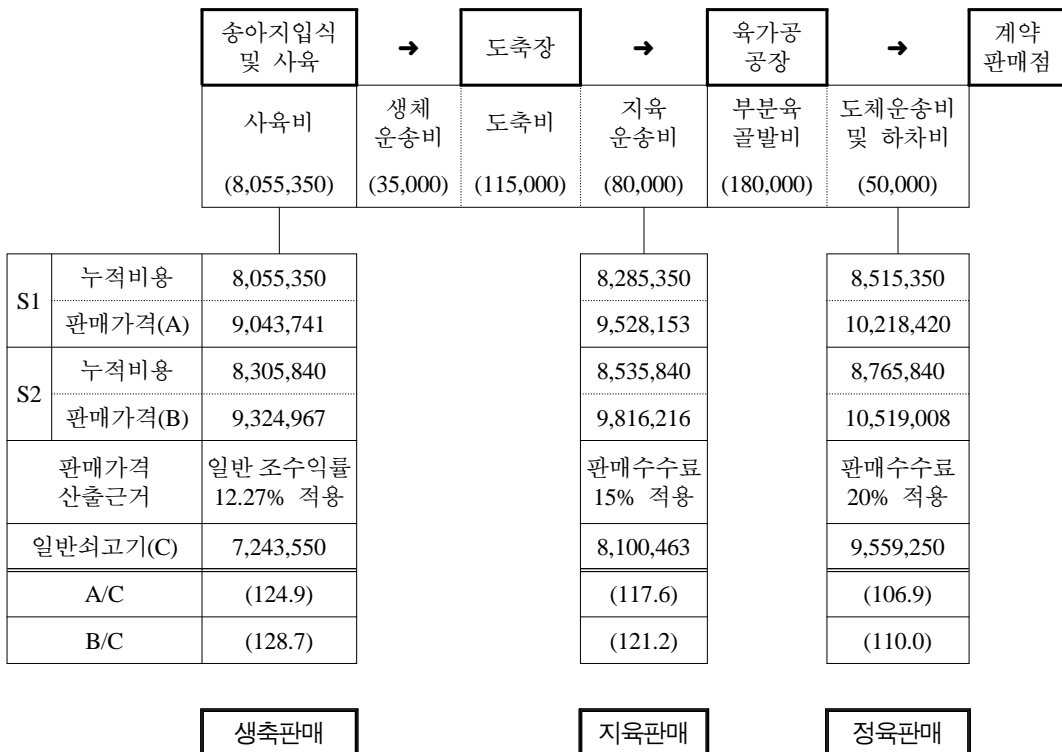 송아지입식 및 사육 ➜ 도축장 ➜ 육가공 공장 ➜ 계약 판매점
사육비 생체 운송비 도축비 지육 운송비 부분육 골발비 도체운송비 및 하차비
(8,055,350) (35,000) (115,000) (80,000) (180,000) (50,000)
S1 누적비용 8,055,350 8,285,350 8,515,350
판매가격(A) 9,043,741 9,528,153 10,218,420
S2 누적비용 8,305,840 8,535,840 8,765,840
판매가격(B) 9,324,967 9,816,216 10,519,008
판매가격 일반 조수익률 판매수수료 판매수수료
산출근거 12.27% 적용 15% 적용 20% 적용
일반쇠고기(C) 7,243,550 8,100,463 9,559,250
A/C (124.9) (117.6) (106.9)
B/C (128.7) (121.2) (110.0)
생축판매 지육판매 정육판매